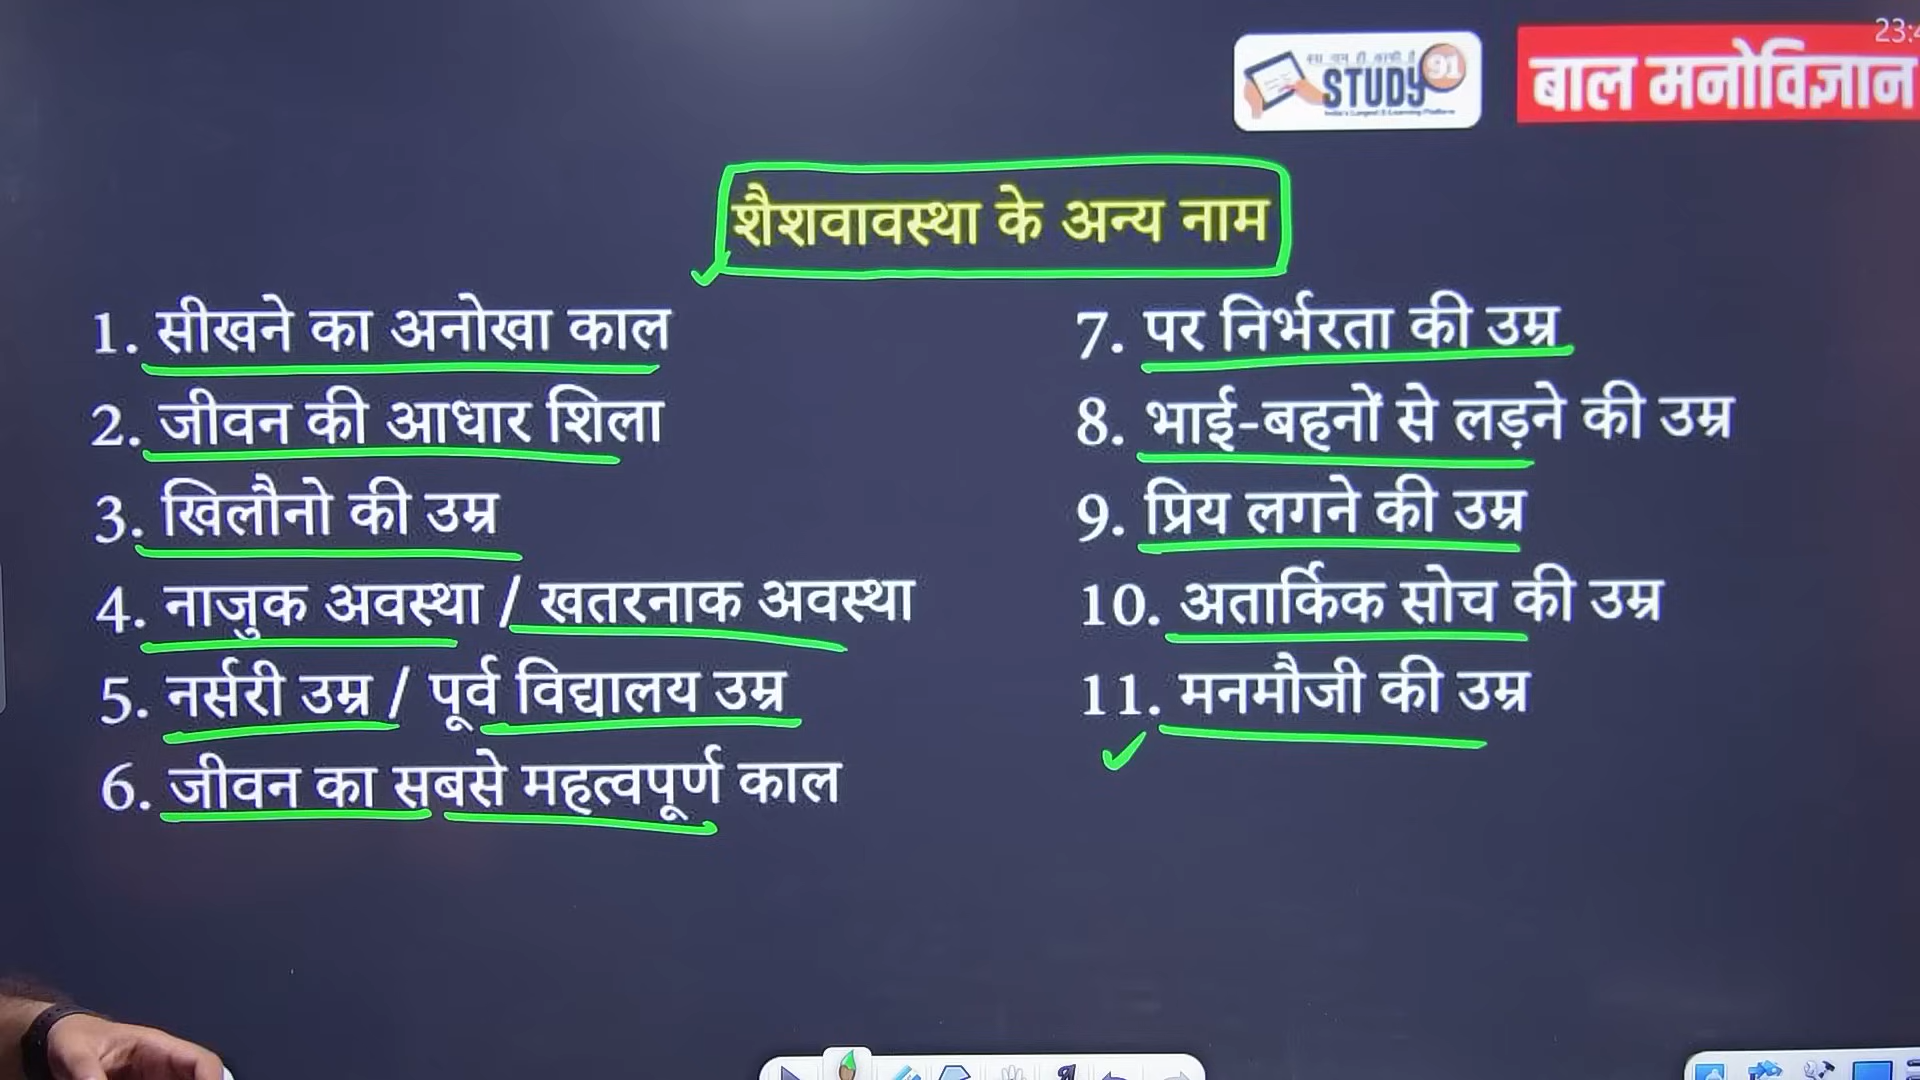 23:4
STUDY 91
बाल मनोविज्ञान
शैशवावस्था के अन्य नाम
1. सीखने का अनोखा काल
2. जीवन की आधार शिला
3. खिलौनो की उम्र
4. नाजुक अवस्था / खतरनाक अवस्था
5. नर्सरी उम्र / पूर्व विद्यालय उम्र
6. जीवन का सबसे महत्वपूर्ण काल
7. पर निर्भरता की उम्र
8. भाई-बहनों से लड़ने की उम्र
9. प्रिय लगने की उम्र
10. अतार्किक सोच की उम्र
11. मनमौजी की उम्र